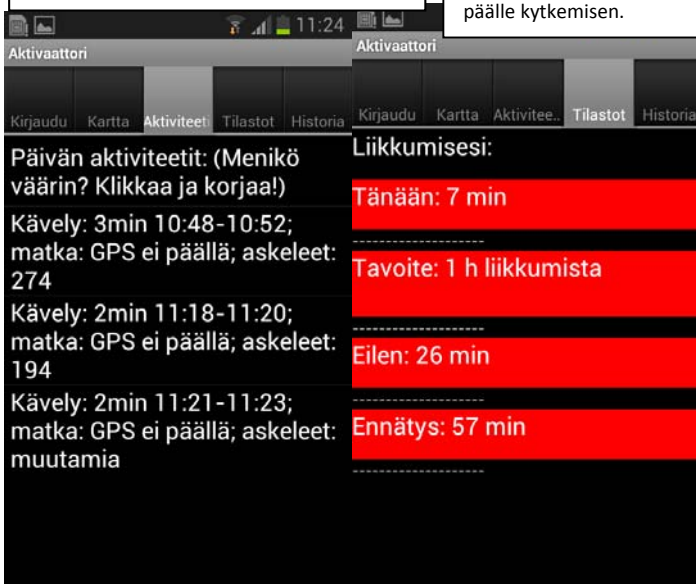 päälle kytkemisen.
11:24
Aktivaattori
Kirjaudu Kartta Aktiviteeti Tilastot Historia
Päivän aktiviteetit: (Menikö
väärin? Klikkaa ja korjaa!)
Kävely: 3min 10:48-10:52;
matka: GPS ei päällä; askeleet:
274
Kävely: 2min 11:18-11:20;
matka: GPS ei päällä; askeleet:
194
Kävely: 2min 11:21-11:23;
matka: GPS ei päällä; askeleet:
muutamia
Aktivaattori
Kirjaudu Kartta Aktivitee.. Tilastot Historia
Liikkumisesi:
Tänään: 7 min
--------------------
Tavoite: 1 h liikkumista
--------------------
Eilen: 26 min
--------------------
Ennätys: 57 min
--------------------